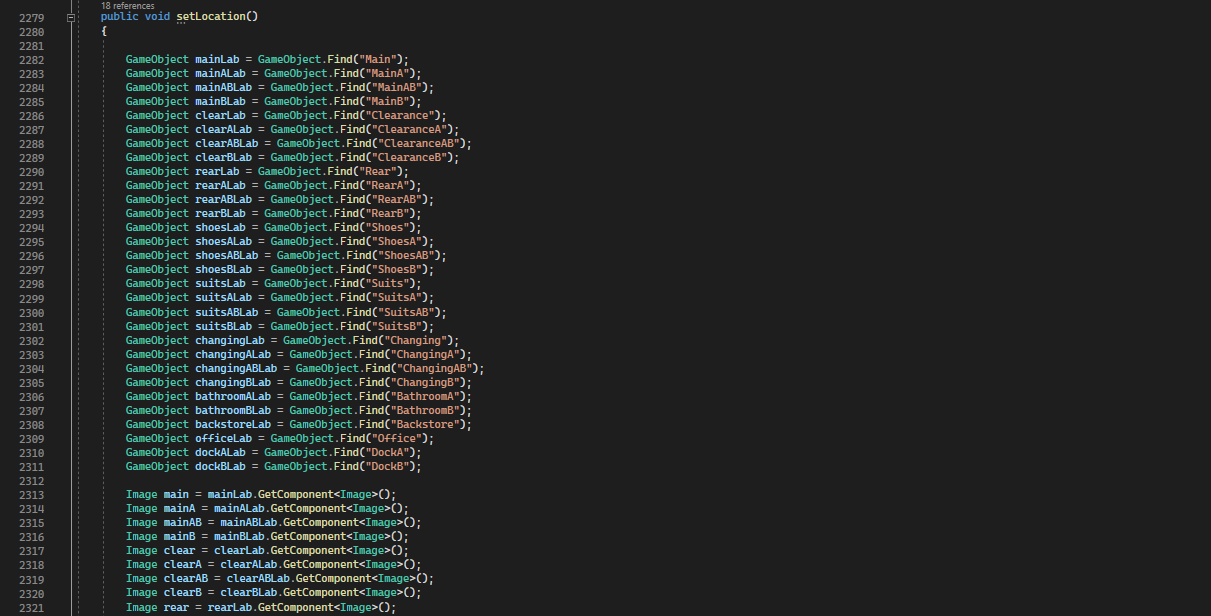 18 references
2279 public void setLocation()
2280 {
2281
2282 GameObject mainLab = GameObject.Find("Main");
2283 GameObject mainALab = GameObject.Find("MainA");
2284 GameObject mainABLab = GameObject.Find("MainAB");
2285 GameObject mainBLab = GameObject.Find("MainB");
2286 GameObject clearLab = GameObject.Find("Clearance");
2287 GameObject clearALab = GameObject.Find("ClearanceA");
2288 GameObject clearABLab = GameObject.Find("ClearanceAB");
2289 GameObject clearBLab = GameObject.Find("ClearanceB");
2290 GameObject rearLab = GameObject.Find("Rear");
2291 GameObject rearALab = GameObject.Find("RearA");
2292 GameObject rearABLab = GameObject.Find("RearAB");
2293 GameObject rearBLab = GameObject.Find("RearB");
2294 GameObject shoesLab = GameObject.Find("Shoes");
2295 GameObject shoesALab = GameObject.Find("ShoesA");
2296 GameObject shoesABLab = GameObject.Find("ShoesAB");
2297 GameObject shoesBLab = GameObject.Find("ShoesB");
2298 GameObject suitsLab = GameObject.Find("Suits");
2299 GameObject suitsALab = GameObject.Find("SuitsA");
2300 GameObject suitsABLab = GameObject.Find("SuitsAB");
2301 GameObject suitsBLab = GameObject.Find("SuitsB");
2302 GameObject changingLab = GameObject.Find("Changing");
2303 GameObject changingALab = GameObject.Find("ChangingA");
2304 GameObject changingABLab = GameObject.Find("ChangingAB");
2305 GameObject changingBLab = GameObject.Find("ChangingB");
2306 GameObject bathroomALab = GameObject.Find("BathroomA");
2307 GameObject bathroomBLab = GameObject.Find("BathroomB");
2308 GameObject backstoreLab = GameObject.Find("Backstore");
2309 GameObject officeLab = GameObject.Find("Office");
2310 GameObject dockALab = GameObject.Find("DockA");
2311 GameObject dockBLab = GameObject.Find("DockB");
2312
2313 Image main = mainLab.GetComponent<Image>();
2314 Image mainA = mainALab.GetComponent<Image>();
2315 Image mainAB = mainABLab.GetComponent<Image>();
2316 Image mainB = mainBLab.GetComponent<Image>();
2317 Image clear = clearLab.GetComponent<Image>();
2318 Image clearA = clearALab.GetComponent<Image>();
2319 Image clearAB = clearABLab.GetComponent<Image>();
2320 Image clearB = clearBLab.GetComponent<Image>();
2321 Image rear = rearLab.GetComponent<Image>();